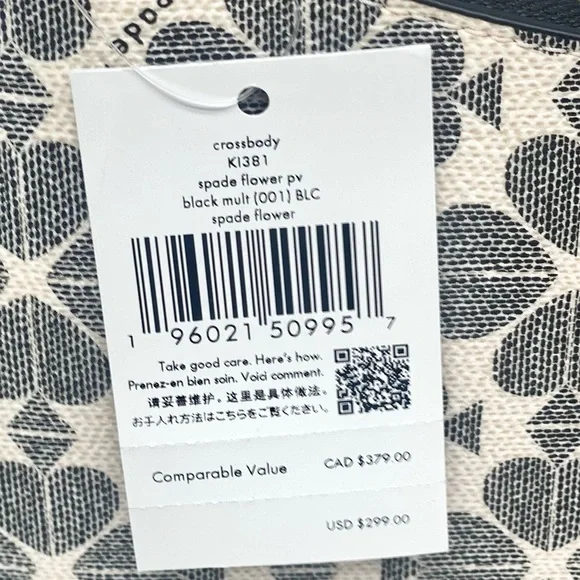 crossbody
KI381
spade flower pv
black mult (001) BLC
spade flower
1 96021 50995 7
Take good care. Here's how.
Prenez-en bien soin. Voici comment.
请妥善维护。这里是具体做法。
お手入れ方法はこちらをご覧ください。
Comparable Value CAD $379.00
USD $299.00